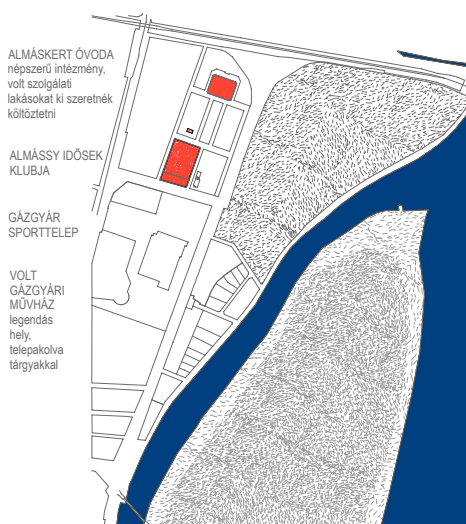 ALMÁSKERT ÓVODA
népszerű intézmény,
volt szolgálati
lakásokat ki szeretnék
költöztetni
ALMÁSSY IDŐSEK
KLUBJA
GÁZGYÁR
SPORTTELEP
VOLT
GÁZGYÁRI
MŰVHÁZ
legendás
hely,
telepakolva
tárgyakkal